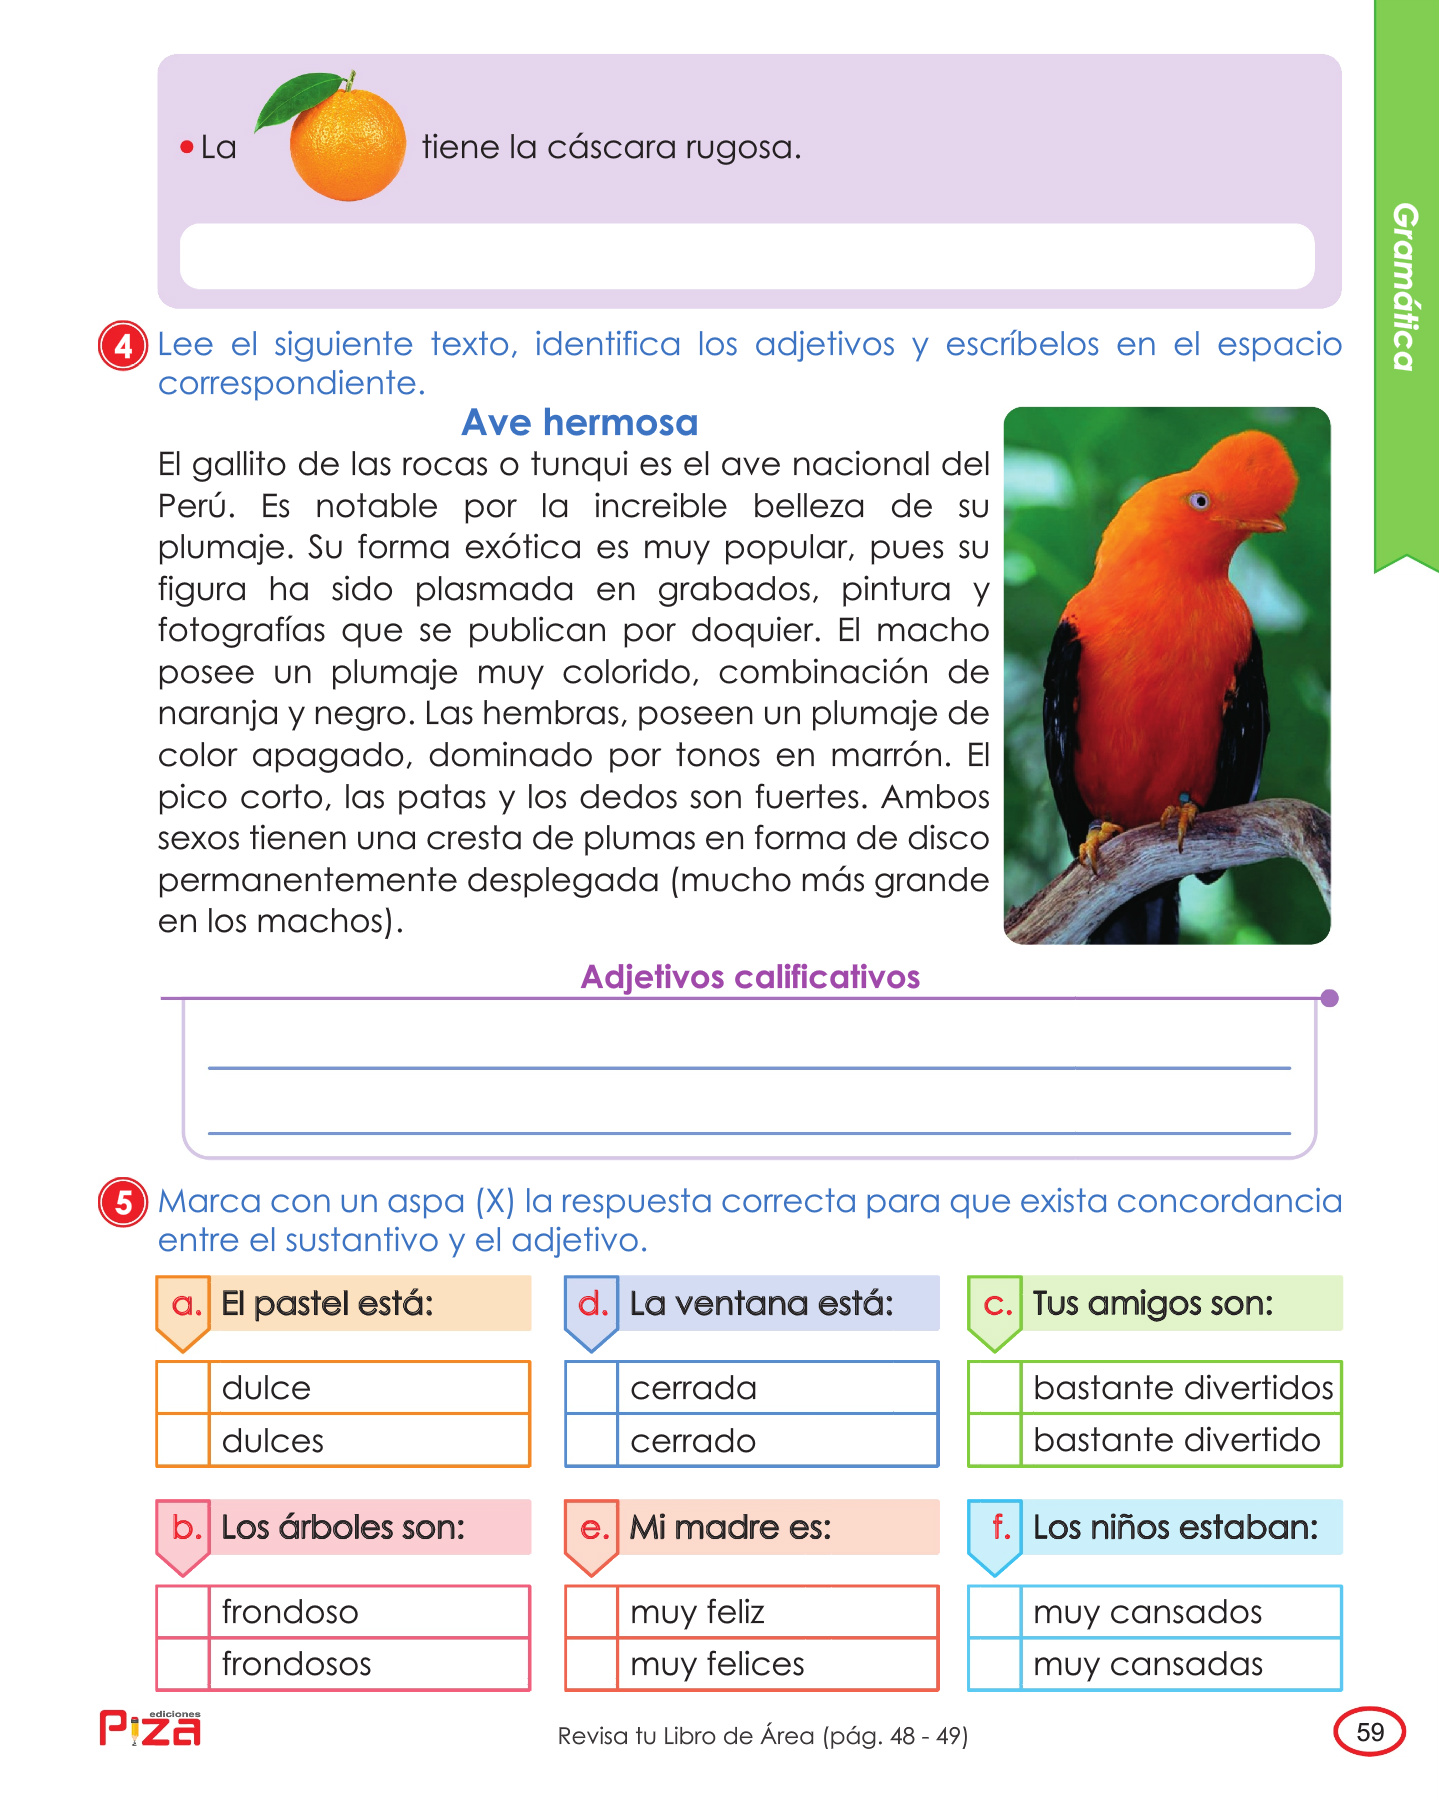 • La tiene la cáscara rugosa.
Gramática
4 Lee el siguiente texto, identifica los adjetivos y escríbelos en el espacio
correspondiente.
Ave hermosa
El gallito de las rocas o tunqui es el ave nacional del
Perú. Es notable por la increible belleza de su
plumaje. Su forma exótica es muy popular, pues su
figura ha sido plasmada en grabados, pintura y
fotografías que se publican por doquier. El macho
posee un plumaje muy colorido, combinación de
naranja y negro. Las hembras, poseen un plumaje de
color apagado, dominado por tonos en marrón. El
pico corto, las patas y los dedos son fuertes. Ambos
sexos tienen una cresta de plumas en forma de disco
permanentemente desplegada (mucho más grande
en los machos).
Adjetivos calificativos
5 Marca con un aspa (X) la respuesta correcta para que exista concordancia
entre el sustantivo y el adjetivo.
a. El pastel está:
dulce
dulces
d. La ventana está:
cerrada
cerrado
c. Tus amigos son:
bastante divertidos
bastante divertido
b. Los árboles son:
frondoso
frondosos
e. Mi madre es:
muy feliz
muy felices
f. Los niños estaban:
muy cansados
muy cansadas
ediciones
Piza
Revisa tu Libro de Área (pág. 48 - 49)
59